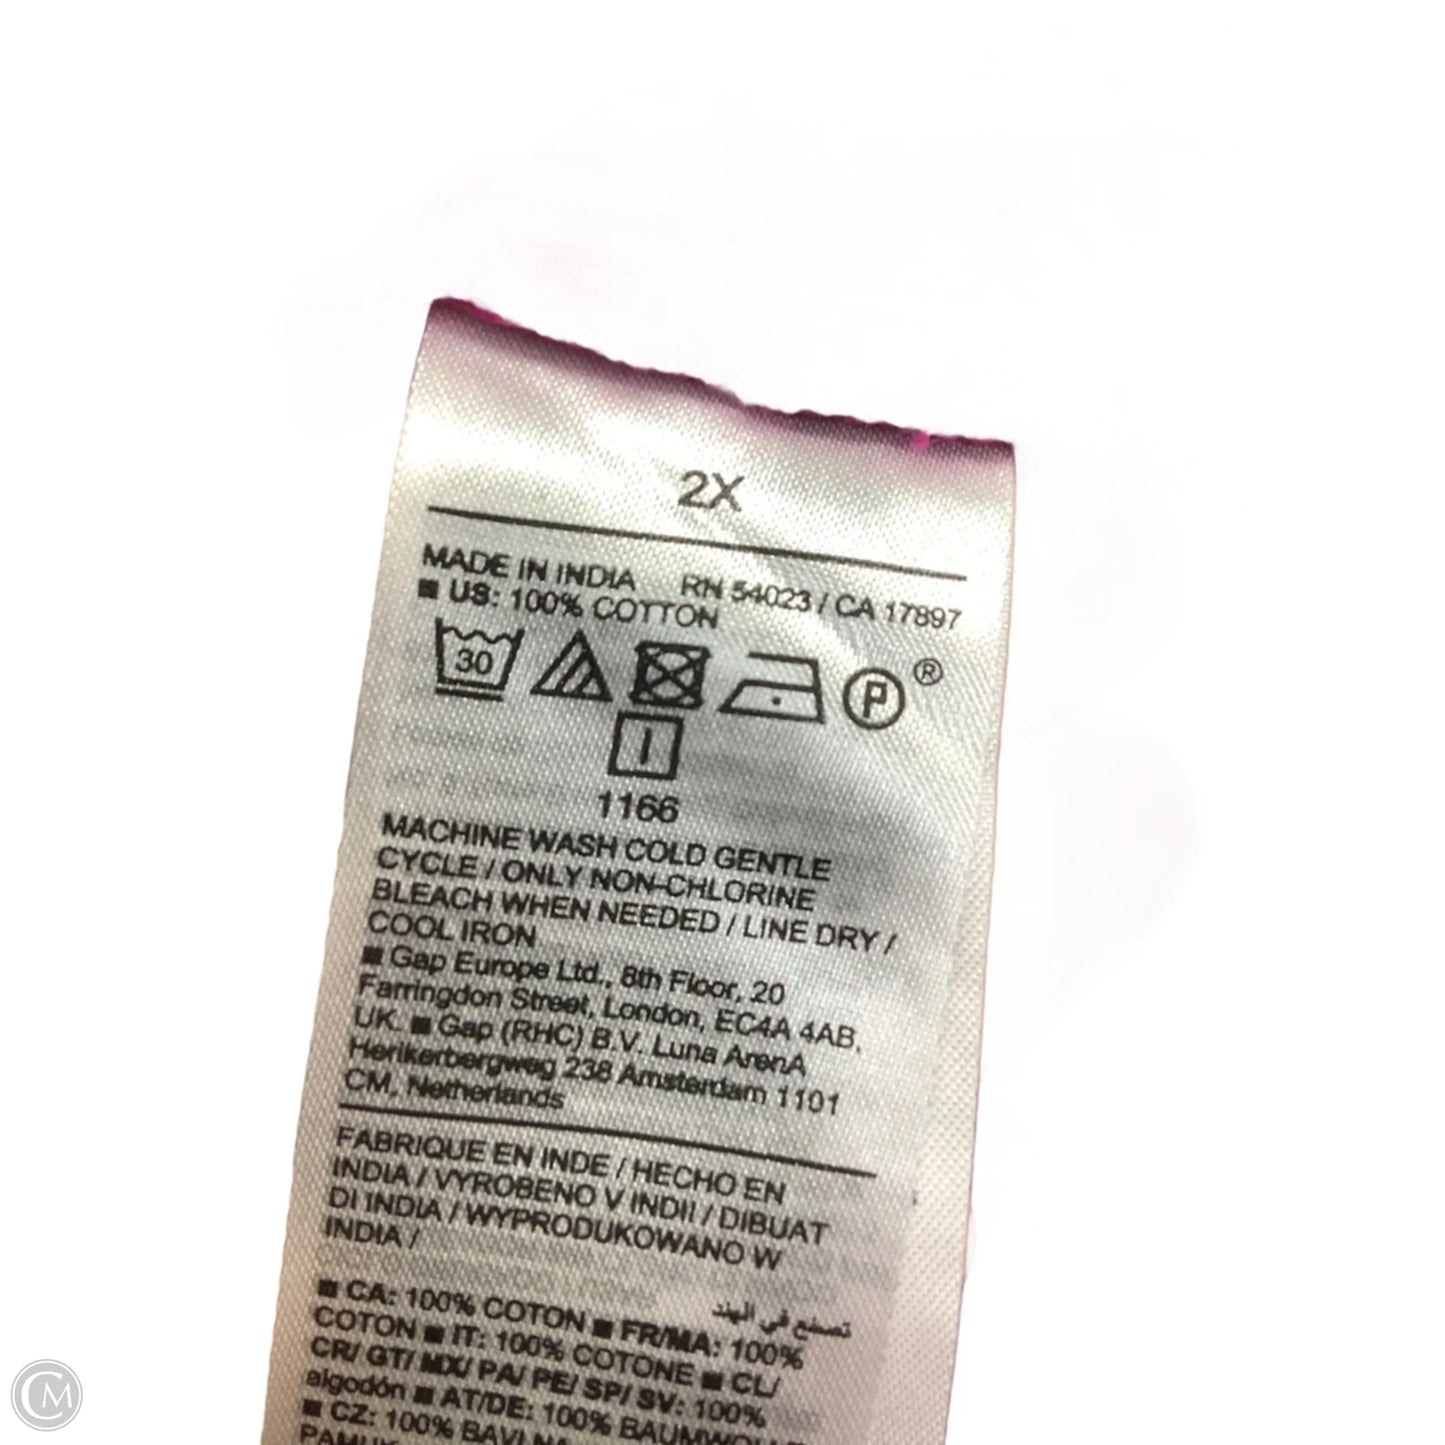 2X
MADE IN INDIA RN 54023 / CA 17897
■ US: 100% COTTON
30 P ®
1166
MACHINE WASH COLD GENTLE
CYCLE / ONLY NON-CHLORINE
BLEACH WHEN NEEDED / LINE DRY /
COOL IRON
■ Gap Europe Ltd., 8th Floor, 20
Farringdon Street, London, EC4A 4AB,
UK. ■ Gap (RHC) B.V. Luna ArenA
Herikerbergweg 238 Amsterdam 1101
CM, Netherlands
FABRIQUE EN INDE / HECHO EN
INDIA / VYROBENO V INDII / DIBUAT
DI INDIA / WYPRODUKOWANO W
INDIA /
تصنع في الهند
■ CA: 100% COTON ■ FR/MA: 100%
COTON ■ IT: 100% COTONE ■ CL/
CR/ GT/ MX/ PA/ PE/ SP/ SV: 100%
algodón ■ AT/DE: 100% BAUMWOLLE
■ CZ: 100% BAVLNA
PAMUK
CM